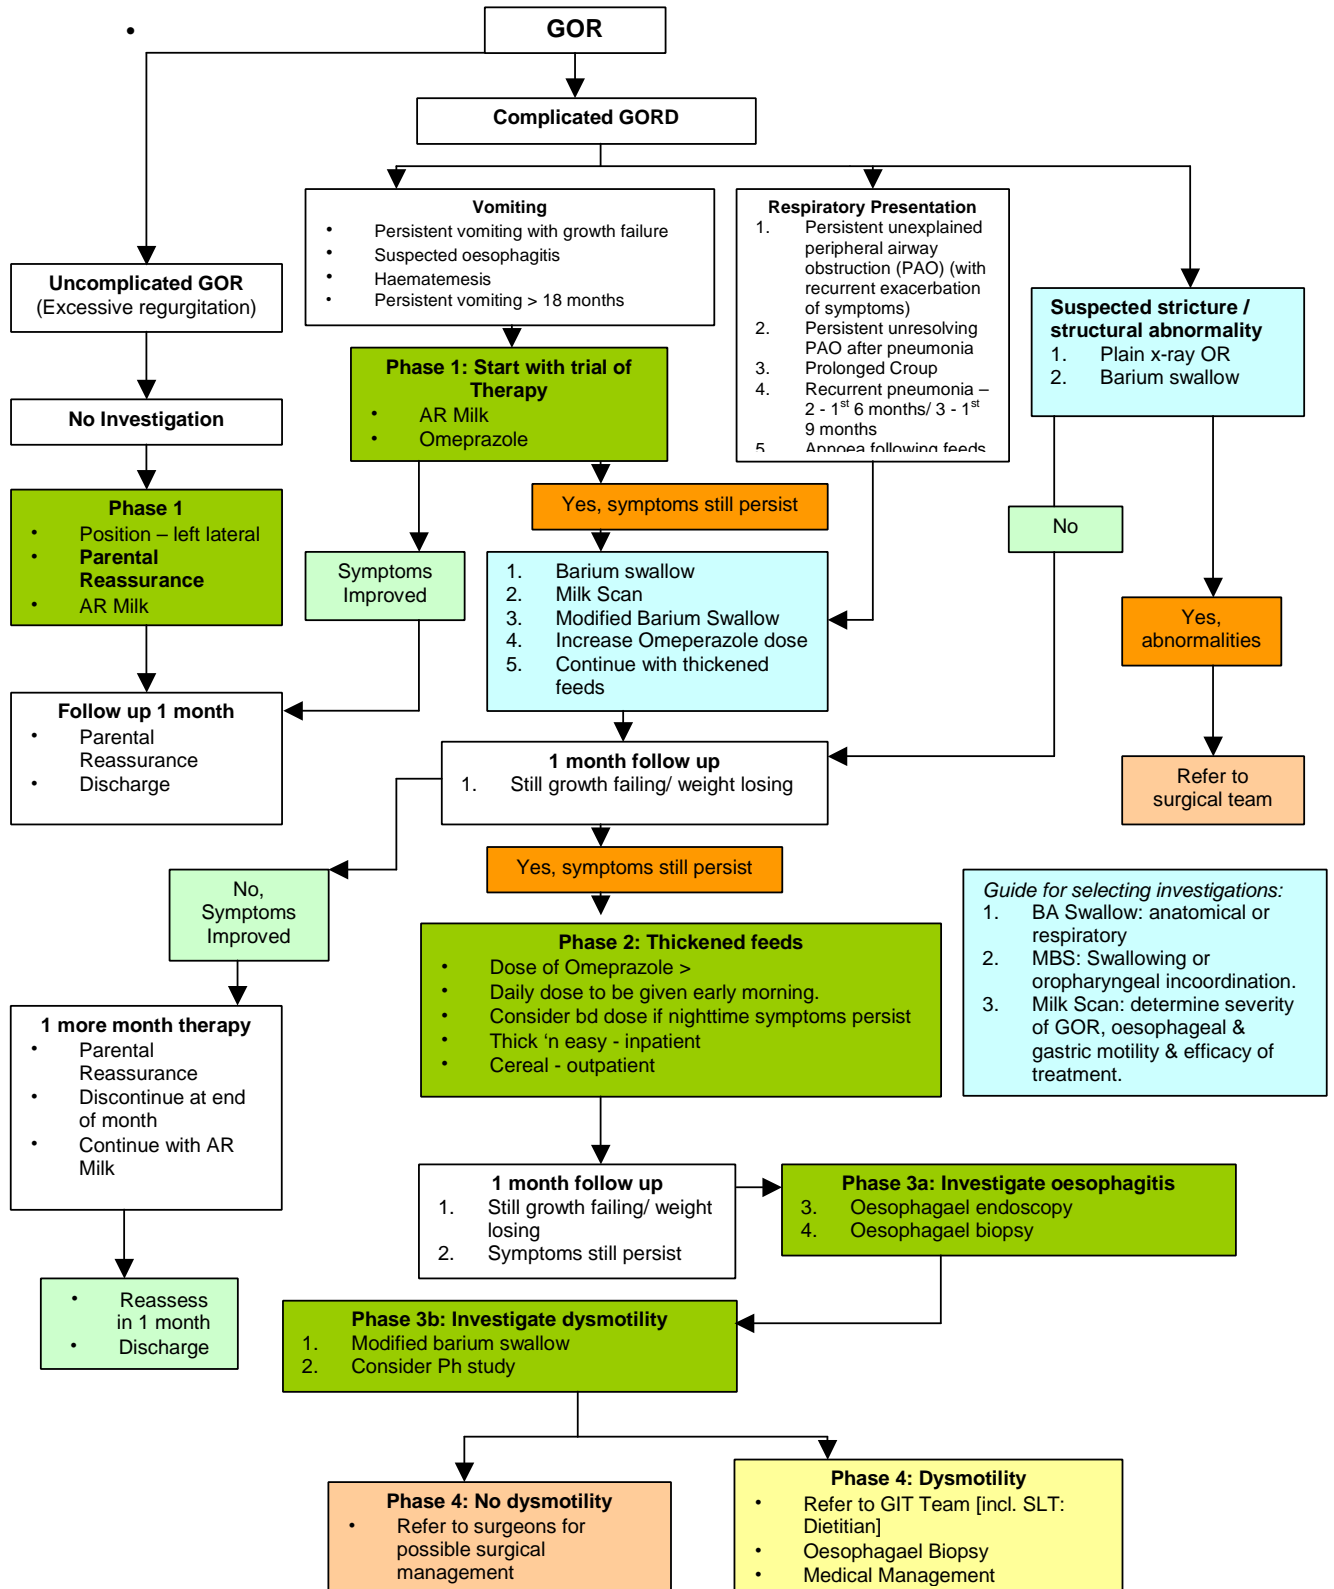 •
GOR
Complicated GORD
Vomiting
• Persistent vomiting with growth failure
• Suspected oesophagitis
• Haematemesis
• Persistent vomiting > 18 months
Respiratory Presentation
1. Persistent unexplained
peripheral airway
obstruction (PAO) (with
recurrent exacerbation
of symptoms)
2. Persistent unresolving
PAO after pneumonia
3. Prolonged Croup
4. Recurrent pneumonia –
2 - 1st 6 months/ 3 - 1st
9 months
5. Apnoea following feeds
Uncomplicated GOR
(Excessive regurgitation)
Suspected stricture /
structural abnormality
1. Plain x-ray OR
2. Barium swallow
No Investigation
Phase 1: Start with trial of
Therapy
• AR Milk
• Omeprazole
Phase 1
• Position – left lateral
• Parental
Reassurance
• AR Milk
Yes, symptoms still persist
No
Symptoms
Improved
1. Barium swallow
2. Milk Scan
3. Modified Barium Swallow
4. Increase Omeperazole dose
5. Continue with thickened
feeds
Yes,
abnormalities
Follow up 1 month
• Parental
Reassurance
• Discharge
1 month follow up
1. Still growth failing/ weight losing
Refer to
surgical team
Yes, symptoms still persist
No,
Symptoms
Improved
Guide for selecting investigations:
1. BA Swallow: anatomical or
respiratory
2. MBS: Swallowing or
oropharyngeal incoordination.
3. Milk Scan: determine severity
of GOR, oesophageal &
gastric motility & efficacy of
treatment.
Phase 2: Thickened feeds
• Dose of Omeprazole >
• Daily dose to be given early morning.
• Consider bd dose if nighttime symptoms persist
• Thick ‘n easy - inpatient
• Cereal - outpatient
1 more month therapy
• Parental
Reassurance
• Discontinue at end
of month
• Continue with AR
Milk
1 month follow up
1. Still growth failing/ weight
losing
2. Symptoms still persist
Phase 3a: Investigate oesophagitis
3. Oesophagael endoscopy
4. Oesophagael biopsy
• Reassess
in 1 month
• Discharge
Phase 3b: Investigate dysmotility
1. Modified barium swallow
2. Consider Ph study
Phase 4: No dysmotility
• Refer to surgeons for
possible surgical
management
Phase 4: Dysmotility
• Refer to GIT Team [incl. SLT:
Dietitian]
• Oesophagael Biopsy
• Medical Management